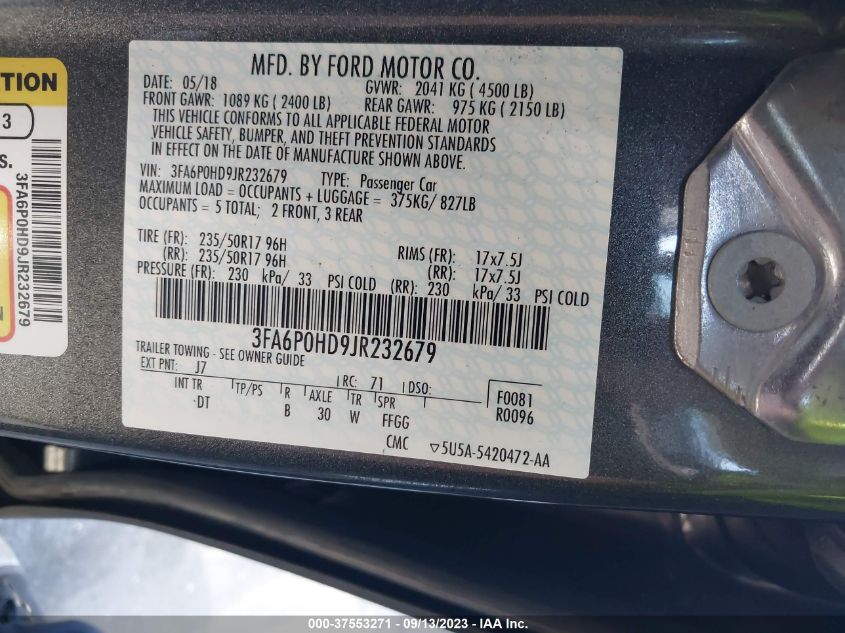 TION
3
S.
3FA6P0HD9JR232679
N
MFD. BY FORD MOTOR CO.
DATE: 05/18 GVWR: 2041 KG ( 4500 LB)
FRONT GAWR: 1089 KG ( 2400 LB) REAR GAWR: 975 KG ( 2150 LB)
THIS VEHICLE CONFORMS TO ALL APPLICABLE FEDERAL MOTOR
VEHICLE SAFETY, BUMPER, AND THEFT PREVENTION STANDARDS
IN EFFECT ON THE DATE OF MANUFACTURE SHOWN ABOVE.
VIN: 3FA6P0HD9JR232679 TYPE: Passenger Car
MAXIMUM LOAD = OCCUPANTS + LUGGAGE = 375KG/ 827LB
OCCUPANTS = 5 TOTAL; 2 FRONT, 3 REAR
TIRE (FR): 235/50R17 96H RIMS (FR): 17x7.5J
(RR): 235/50R17 96H (RR): 17x7.5J
PRESSURE (FR): 230 kPa/ 33 PSI COLD (RR): 230 kPa/ 33 PSI COLD
3FA6P0HD9JR232679
TRAILER TOWING - SEE OWNER GUIDE
EXT PNT: J7 RC: 71 DSO: F0081
INT TR TP/PS R AXLE TR SPR R0096
DT B 30 W FFGG
CMC ▽5U5A-5420472-AA
000-37553271 - 09/13/2023 -